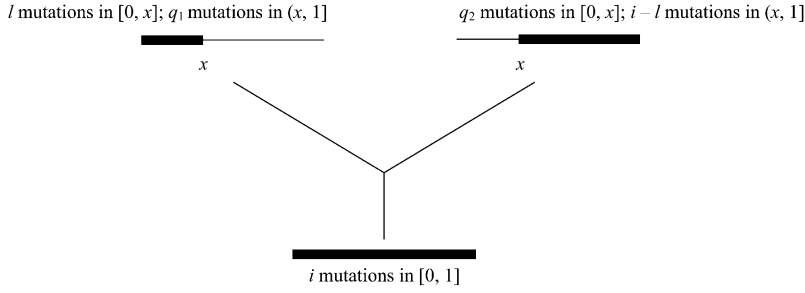 l mutations in [0, x]; q₁ mutations in (x, 1]
q₂ mutations in [0, x]; i – l mutations in (x, 1]
x
x
i mutations in [0, 1]